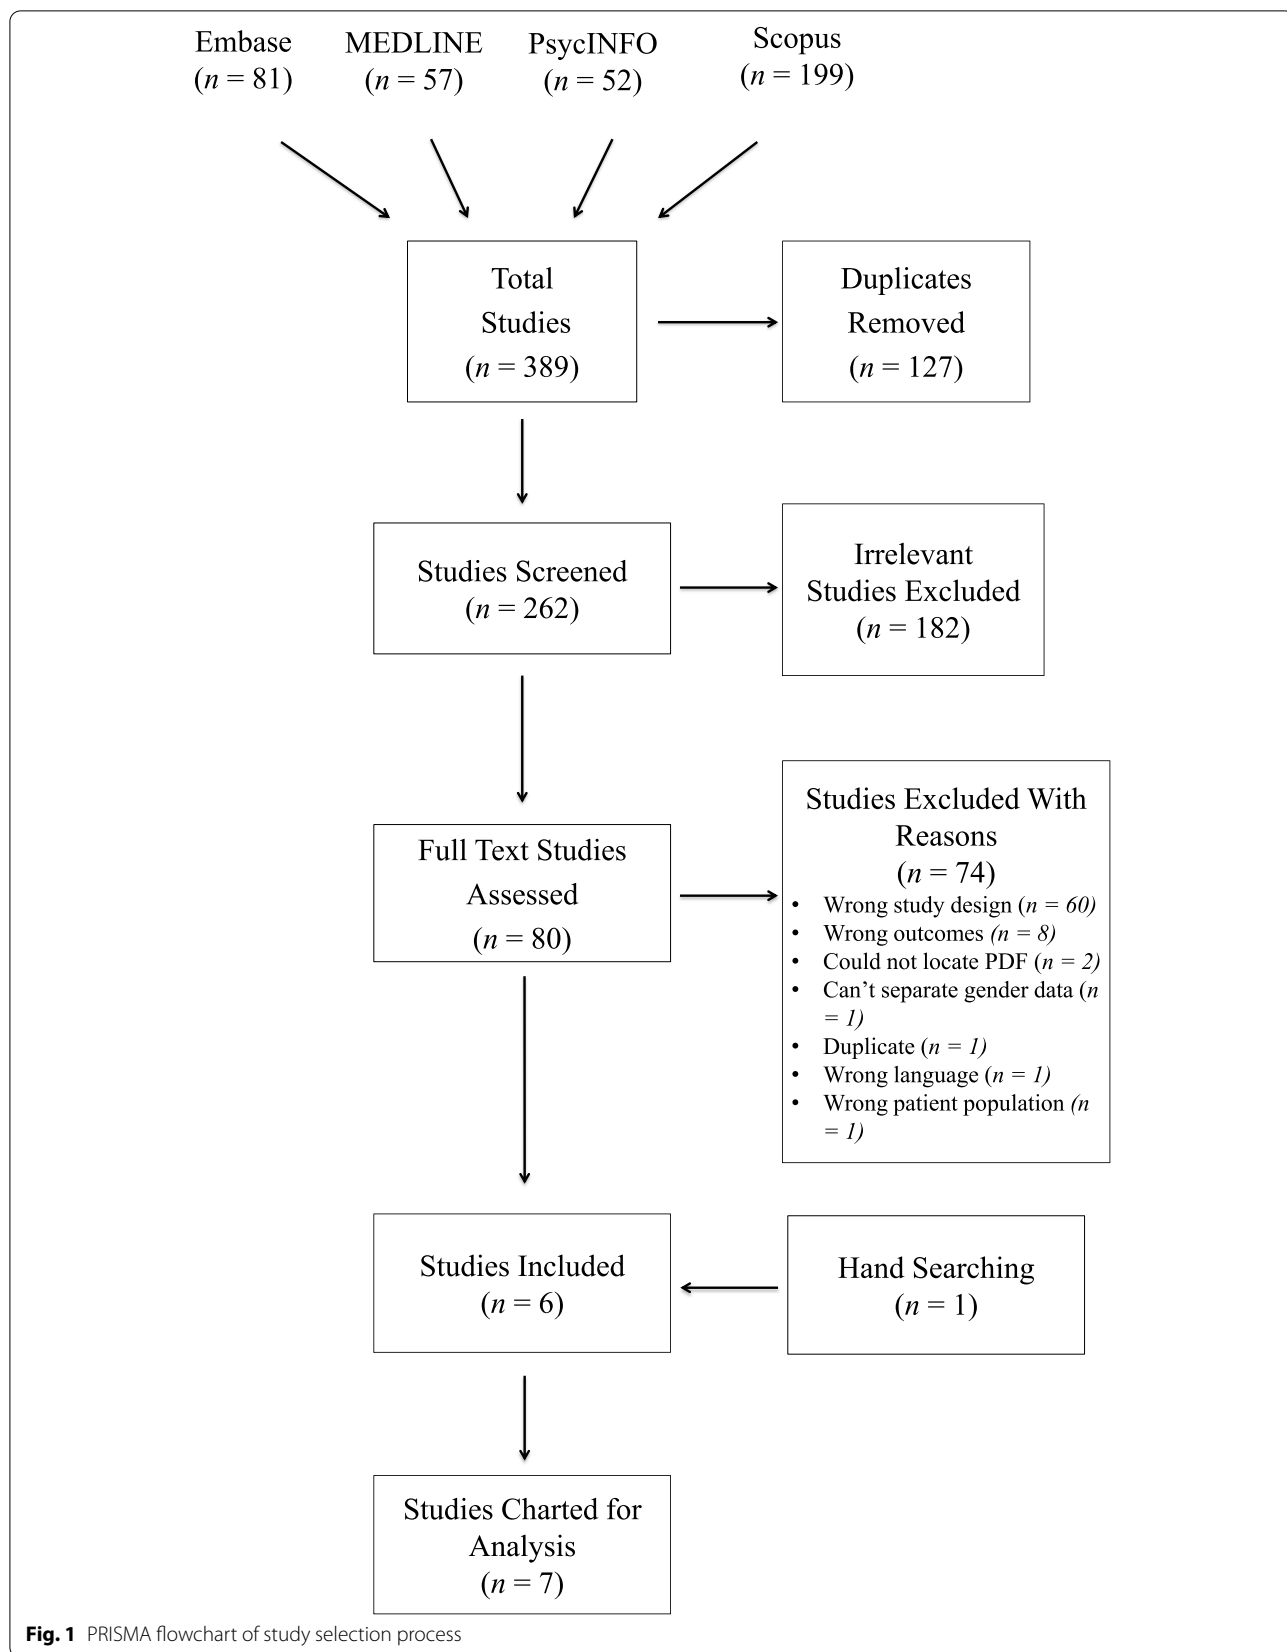 Embase
(n = 81)
MEDLINE
(n = 57)
PsycINFO
(n = 52)
Scopus
(n = 199)
Total
Studies
(n = 389)
Duplicates
Removed
(n = 127)
Studies Screened
(n = 262)
Irrelevant
Studies Excluded
(n = 182)
Full Text Studies
Assessed
(n = 80)
Studies Excluded With
Reasons
(n = 74)
• Wrong study design (n = 60)
• Wrong outcomes (n = 8)
• Could not locate PDF (n = 2)
• Can't separate gender data (n
= 1)
• Duplicate (n = 1)
• Wrong language (n = 1)
• Wrong patient population (n
= 1)
Studies Included
(n = 6)
Hand Searching
(n = 1)
Studies Charted for
Analysis
(n = 7)
Fig. 1 PRISMA flowchart of study selection process